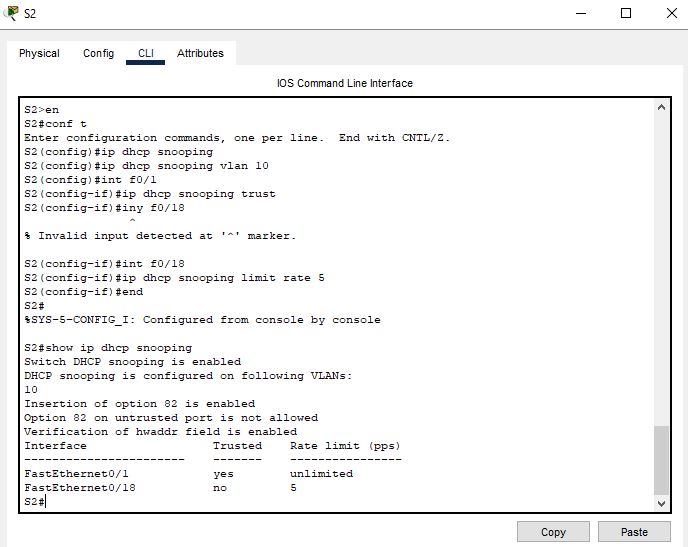 S2
Physical Config CLI Attributes
IOS Command Line Interface
S2>en
S2#conf t
Enter configuration commands, one per line.  End with CNTL/Z.
S2(config)#ip dhcp snooping
S2(config)#ip dhcp snooping vlan 10
S2(config)#int f0/1
S2(config-if)#ip dhcp snooping trust
S2(config-if)#iny f0/18
^
% Invalid input detected at '^' marker.
S2(config-if)#int f0/18
S2(config-if)#ip dhcp snooping limit rate 5
S2(config-if)#end
S2#
%SYS-5-CONFIG_I: Configured from console by console
S2#show ip dhcp snooping
Switch DHCP snooping is enabled
DHCP snooping is configured on following VLANs:
10
Insertion of option 82 is enabled
Option 82 on untrusted port is not allowed
Verification of hwaddr field is enabled
Interface                  Trusted    Rate limit (pps)
-----------------------    -------    ----------------
FastEthernet0/1            yes        unlimited
FastEthernet0/18           no         5
S2#
Copy Paste